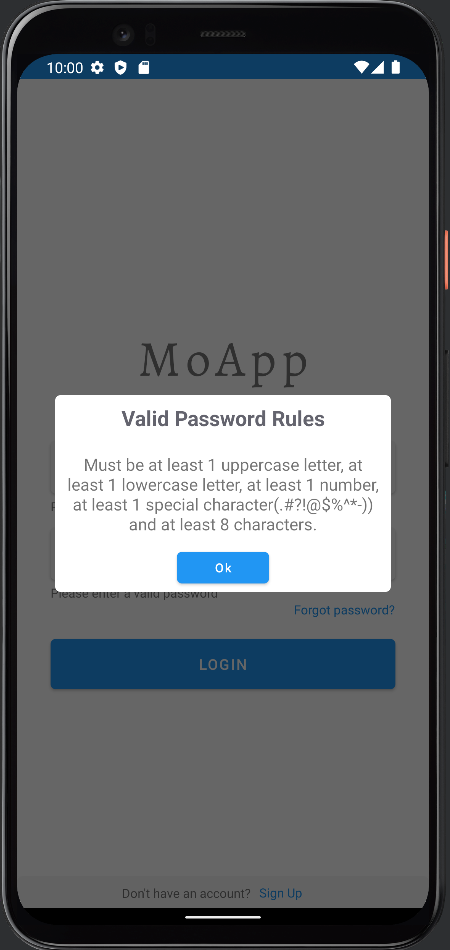 10:00
MoApp
Valid Password Rules
Must be at least 1 uppercase letter, at
least 1 lowercase letter, at least 1 number,
at least 1 special character(.#?!@$%^*-))
and at least 8 characters.
Ok
Please enter a valid password
Forgot password?
LOGIN
Don't have an account? Sign Up